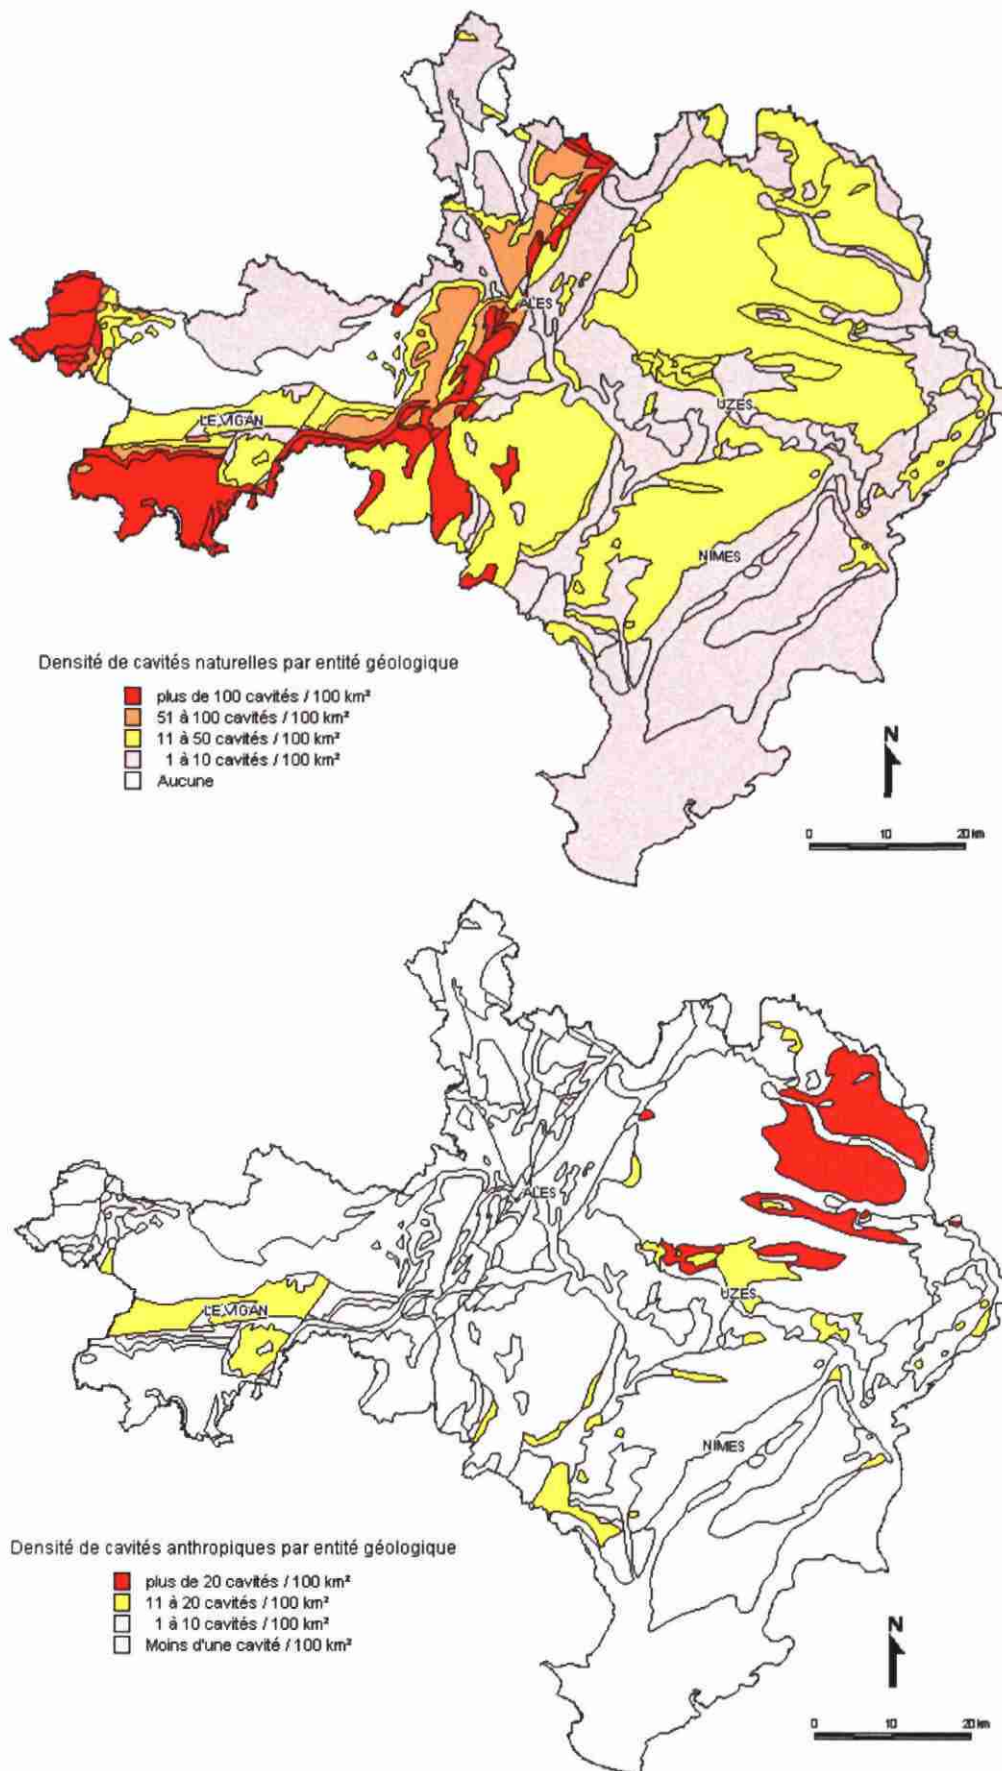 ALES
LE VIGAN
UZES
NIMES
Densité de cavités naturelles par entité géologique
plus de 100 cavités / 100 km²
51 à 100 cavités / 100 km²
11 à 50 cavités / 100 km²
1 à 10 cavités / 100 km²
Aucune
N
0 10 20 km
ALES
LE VIGAN
UZES
NIMES
Densité de cavités anthropiques par entité géologique
plus de 20 cavités / 100 km²
11 à 20 cavités / 100 km²
1 à 10 cavités / 100 km²
Moins d'une cavité / 100 km²
N
0 10 20 km